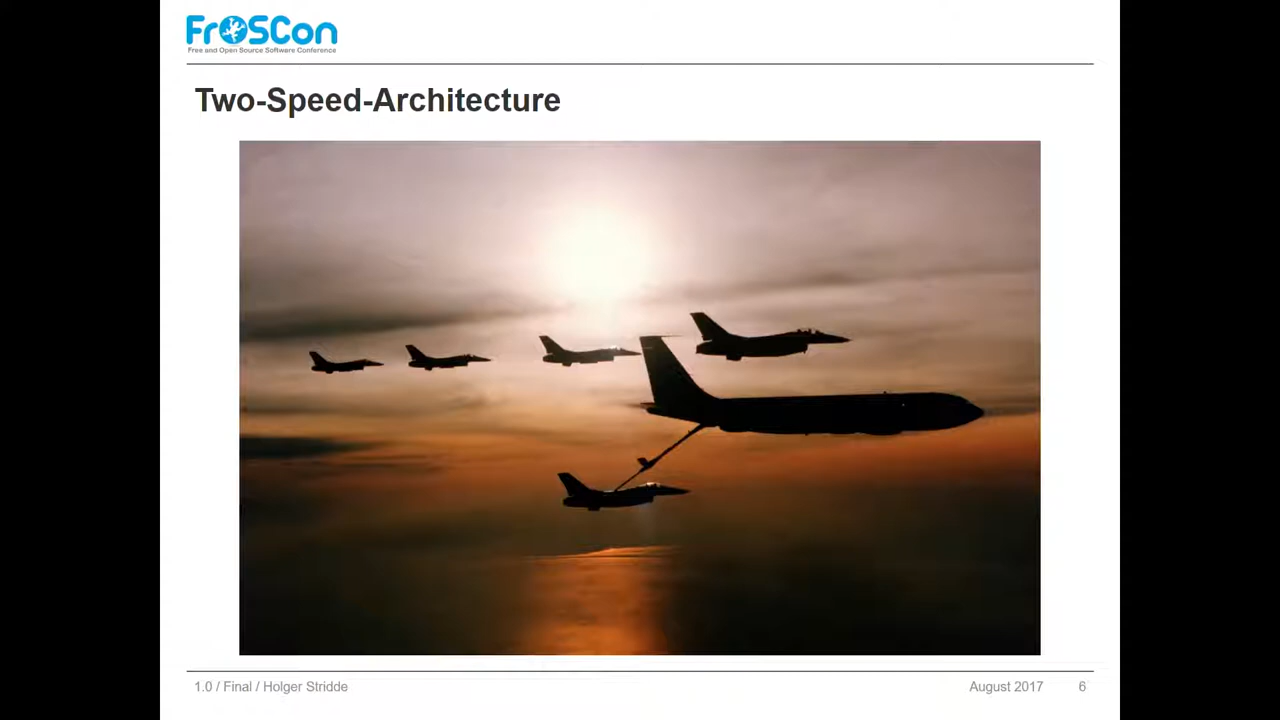 FrOSCon
Free and Open Source Software Conference
Two-Speed-Architecture
1.0 / Final / Holger Stridde
August 2017
6